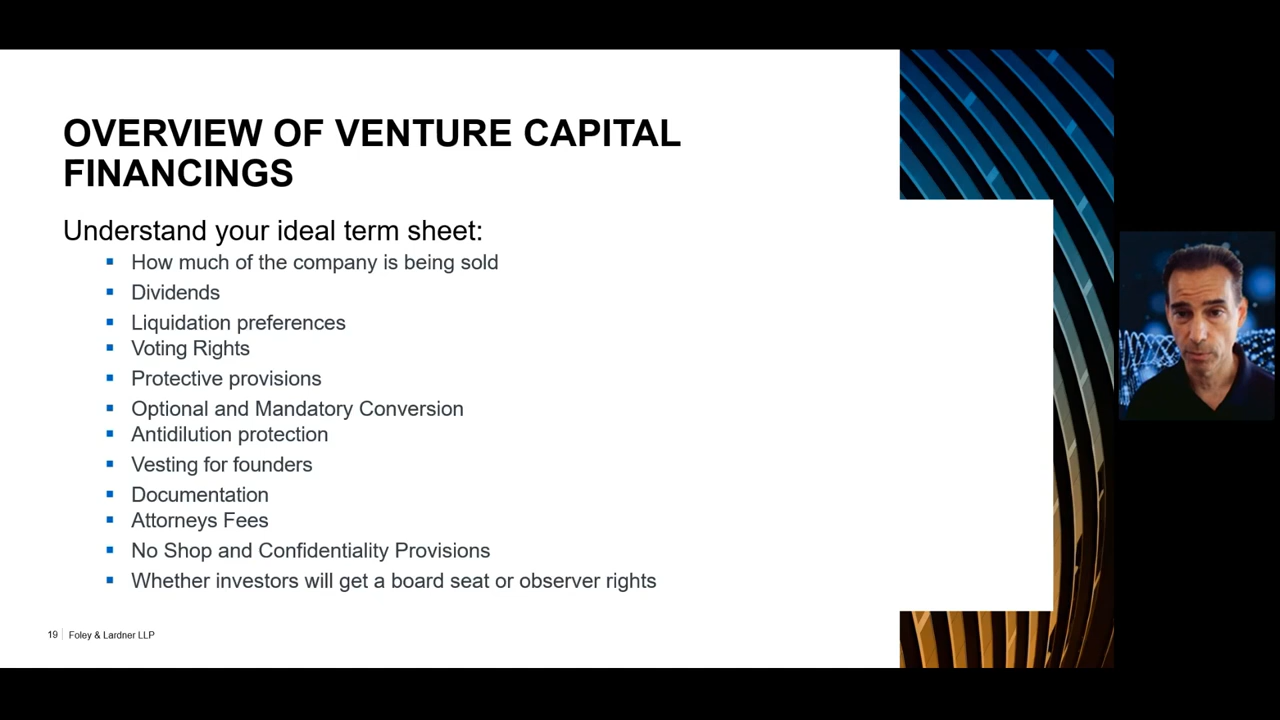 OVERVIEW OF VENTURE CAPITAL
FINANCINGS
Understand your ideal term sheet:
▪ How much of the company is being sold
▪ Dividends
▪ Liquidation preferences
▪ Voting Rights
▪ Protective provisions
▪ Optional and Mandatory Conversion
▪ Antidilution protection
▪ Vesting for founders
▪ Documentation
▪ Attorneys Fees
▪ No Shop and Confidentiality Provisions
▪ Whether investors will get a board seat or observer rights
19 | Foley & Lardner LLP